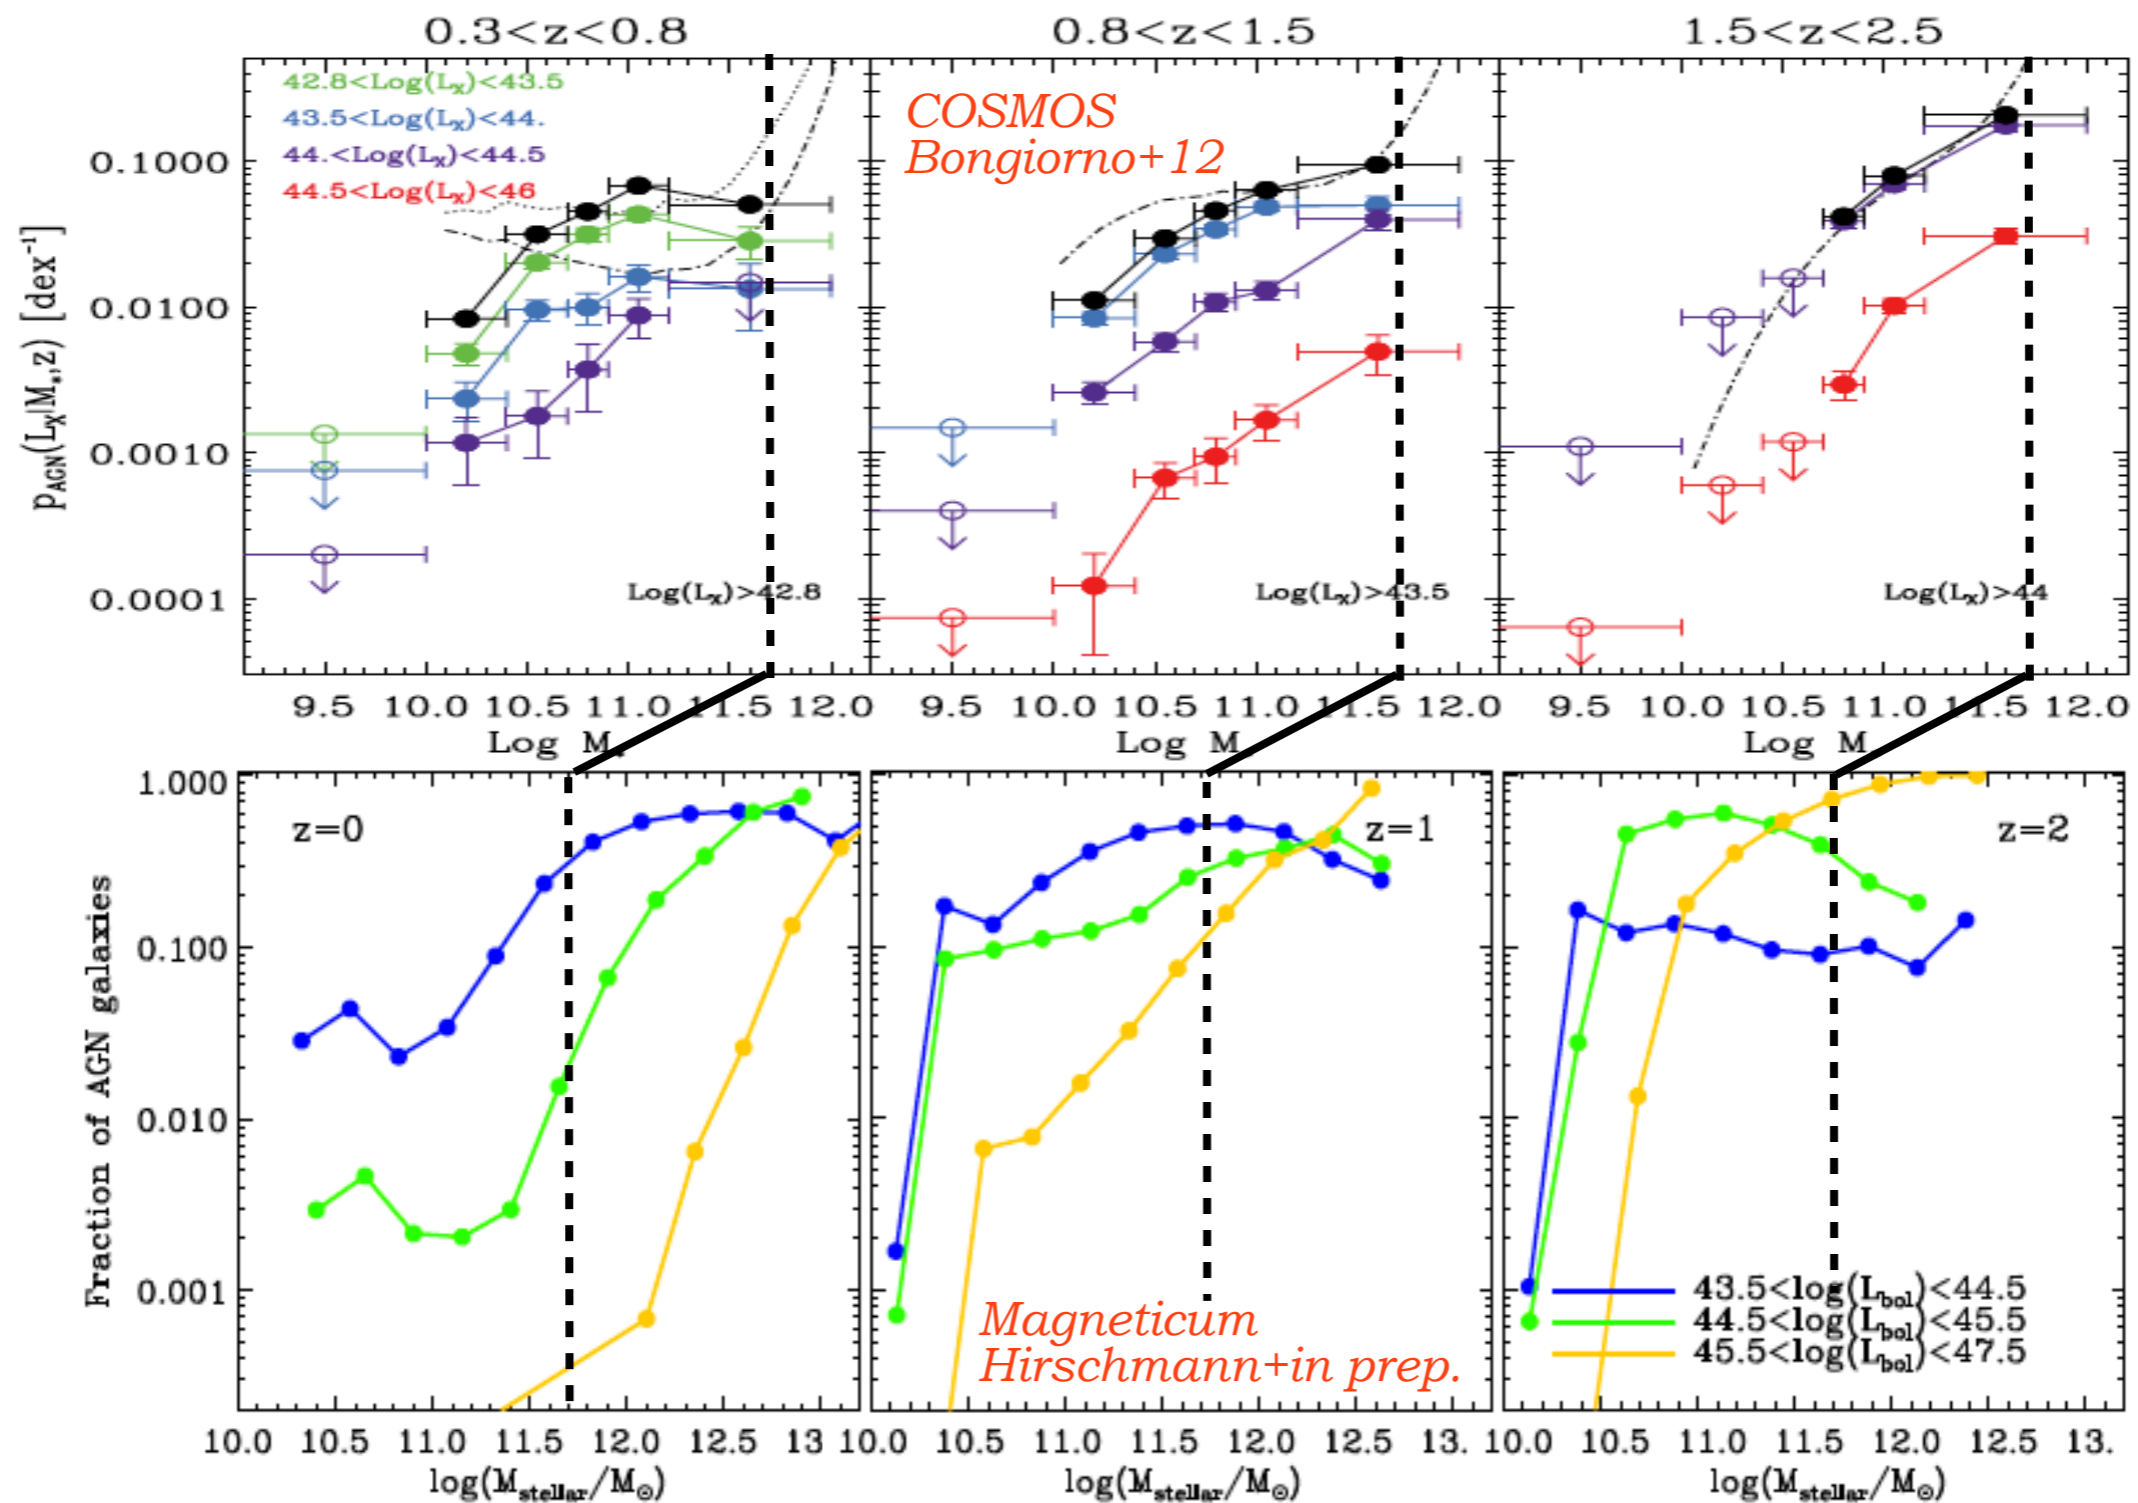 0.3<z<0.8
0.8<z<1.5
1.5<z<2.5
42.8<Log(Lx)<43.5
43.5<Log(Lx)<44.
44.<Log(Lx)<44.5
44.5<Log(Lx)<46
COSMOS
Bongiorno+12
0.1000
0.0100
0.0010
0.0001
pAGN(Lx|M*,z) [dex-1]
Log(Lx)>42.8
Log(Lx)>43.5
Log(Lx)>44
9.5 10.0 10.5 11.0 11.5 12.0
9.5 10.0 10.5 11.0 11.5 12.0
9.5 10.0 10.5 11.0 11.5 12.0
Log M
Log M
Log M
1.000
0.100
0.010
0.001
Fraction of AGN galaxies
z=0
z=1
z=2
Magneticum
Hirschmann+in prep.
43.5<log(Lbol)<44.5
44.5<log(Lbol)<45.5
45.5<log(Lbol)<47.5
10.0 10.5 11.0 11.5 12.0 12.5 13
10.0 10.5 11.0 11.5 12.0 12.5 13.
10.0 10.5 11.0 11.5 12.0 12.5 13.
log(Mstellar/M⊙)
log(Mstellar/M⊙)
log(Mstellar/M⊙)